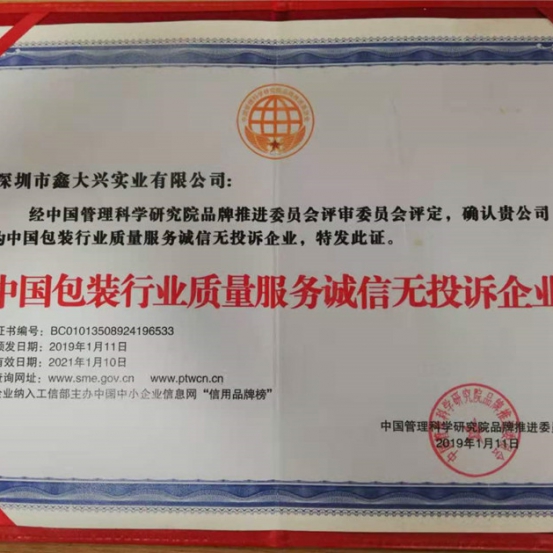 深圳市鑫大兴实业有限公司:
经中国管理科学研究院品牌推进委员会评审委员会评定，确认贵公司
为中国包装行业质量服务诚信无投诉企业，特发此证。
中国包装行业质量服务诚信无投诉企业
证书编号：BC01013508924196533
颁发日期：2019年1月11日
有效日期：2021年1月10日
查询网址：www.sme.gov.cn www.ptwcn.cn
企业纳入工信部主办中国中小企业信息网“信用品牌榜”
中国管理科学研究院品牌推进委
2019年1月11日